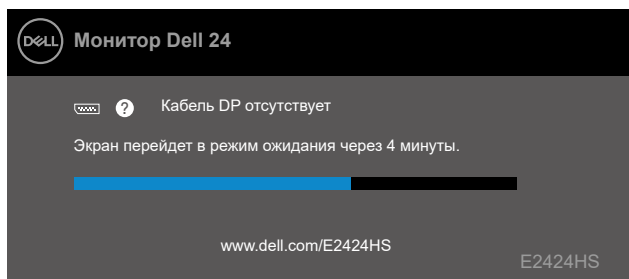 DELL
Монитор Dell 24
? Кабель DP отсутствует
Экран перейдет в режим ожидания через 4 минуты.
www.dell.com/E2424HS
E2424HS